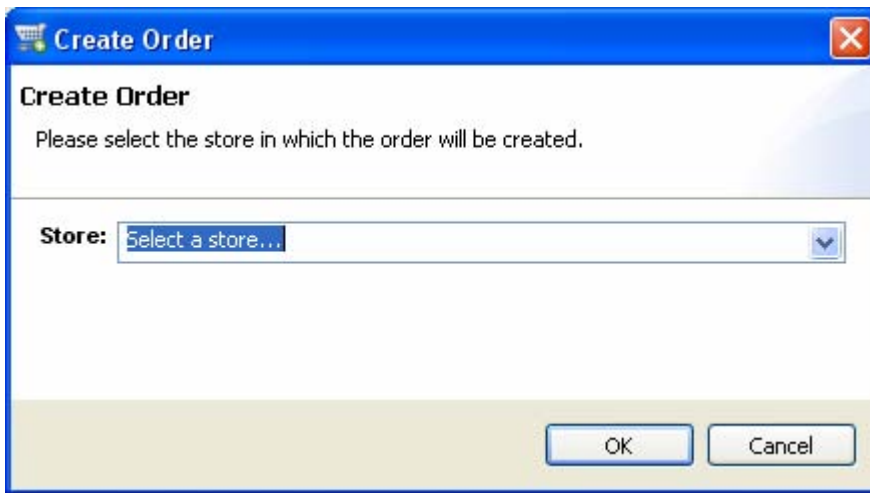 Create Order
Create Order
Please select the store in which the order will be created.
Store: Select a store...
OK Cancel